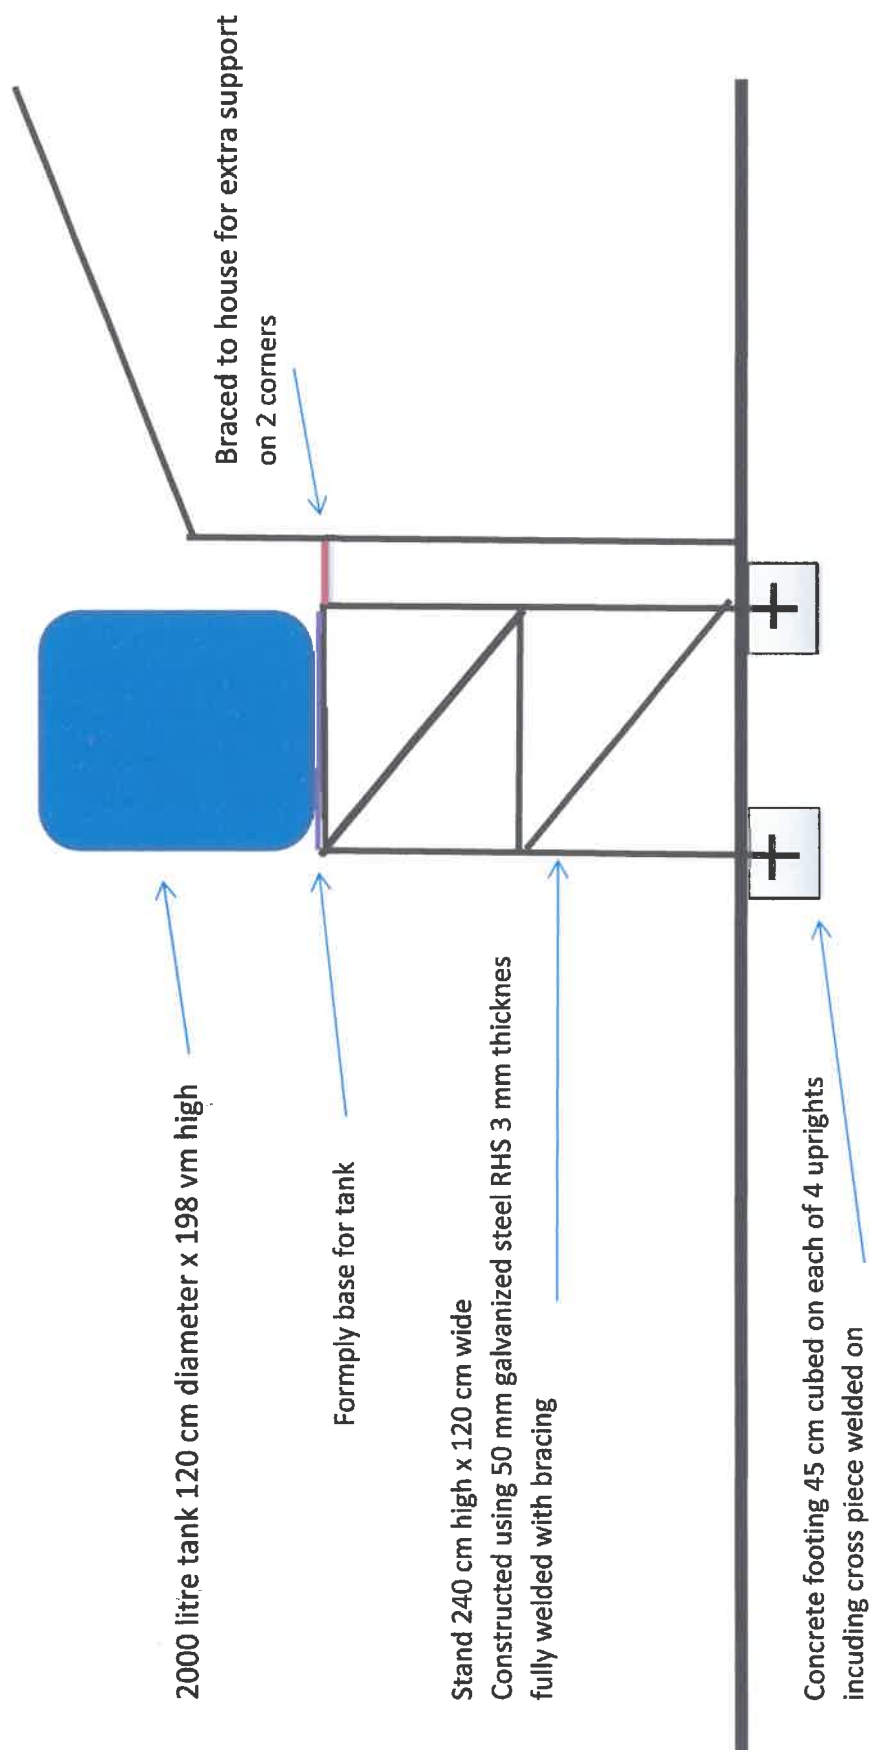 2000 litre tank 120 cm diameter x 198 vm high
Braced to house for extra support
on 2 corners
Formply base for tank
Stand 240 cm high x 120 cm wide
Constructed using 50 mm galvanized steel RHS 3 mm thicknes
fully welded with bracing
Concrete footing 45 cm cubed on each of 4 uprights
incuding cross piece welded on